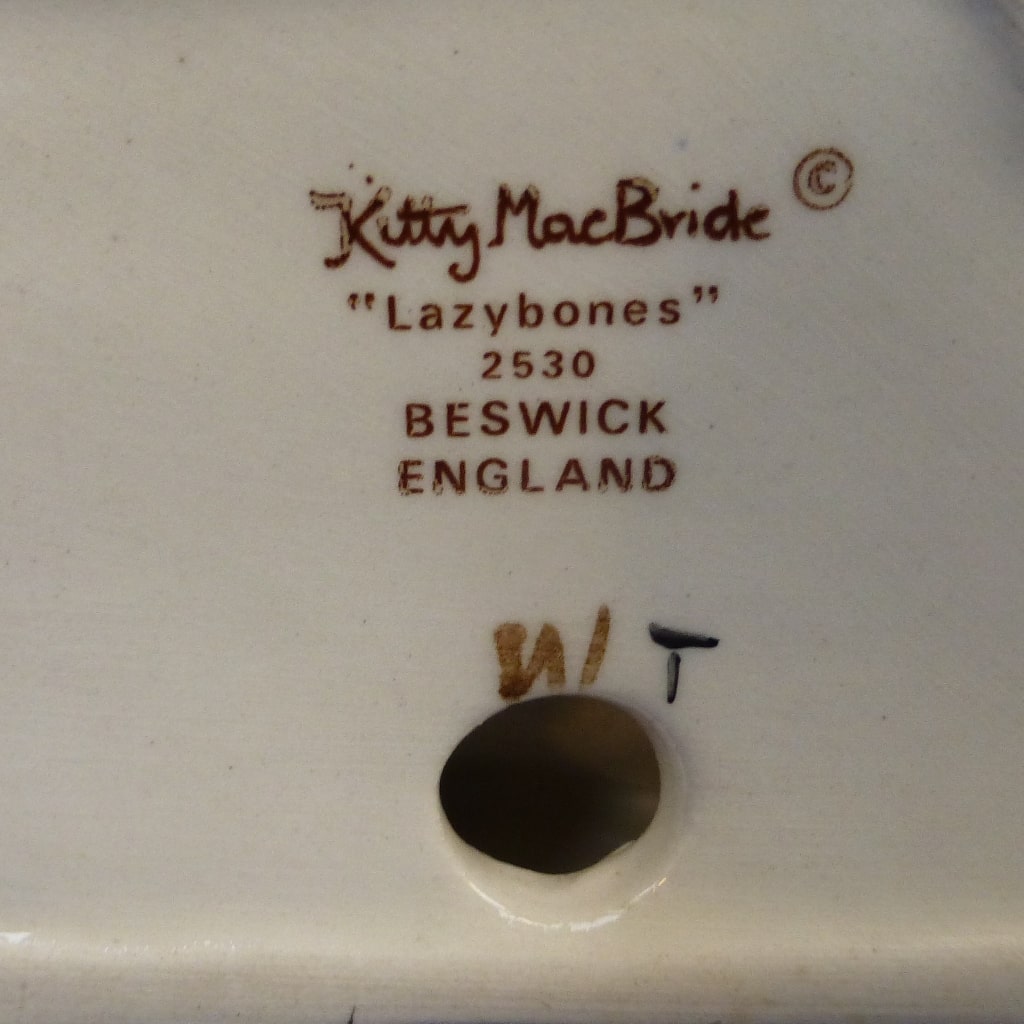 Kitty MacBride ©
"Lazybones"
2530
BESWICK
ENGLAND
T